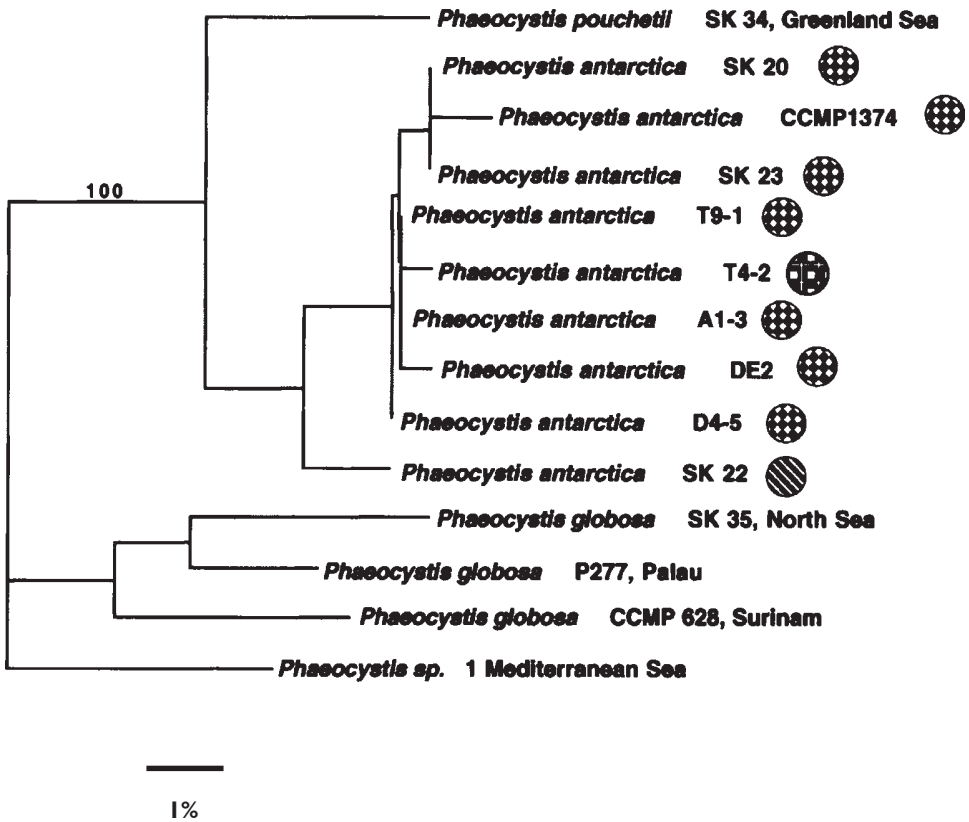 Phaeocystis pouchetii SK 34, Greenland Sea
Phaeocystis antarctica SK 20
Phaeocystis antarctica CCMP1374
Phaeocystis antarctica SK 23
100
Phaeocystis antarctica T9-1
Phaeocystis antarctica T4-2
Phaeocystis antarctica A1-3
Phaeocystis antarctica DE2
Phaeocystis antarctica D4-5
Phaeocystis antarctica SK 22
Phaeocystis globosa SK 35, North Sea
Phaeocystis globosa P277, Palau
Phaeocystis globosa CCMP 628, Surinam
Phaeocystis sp. 1 Mediterranean Sea
1%